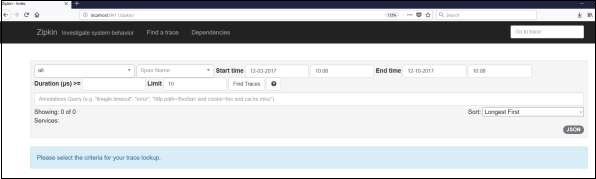 Zipkin - Index
localhost:9411/zipkin/
133%
Search
Zipkin Investigate system behavior Find a trace Dependencies Go to trace
all Span Name Start time 12-03-2017 10:08 End time 12-10-2017 10:08
Duration (μs) >= Limit 10 Find Traces
Annotations Query (e.g. "finagle.timeout", "error", "http.path=/foo/bar/ and cluster=foo and cache.miss")
Showing: 0 of 0 Sort: Longest First
Services:
JSON
Please select the criteria for your trace lookup.